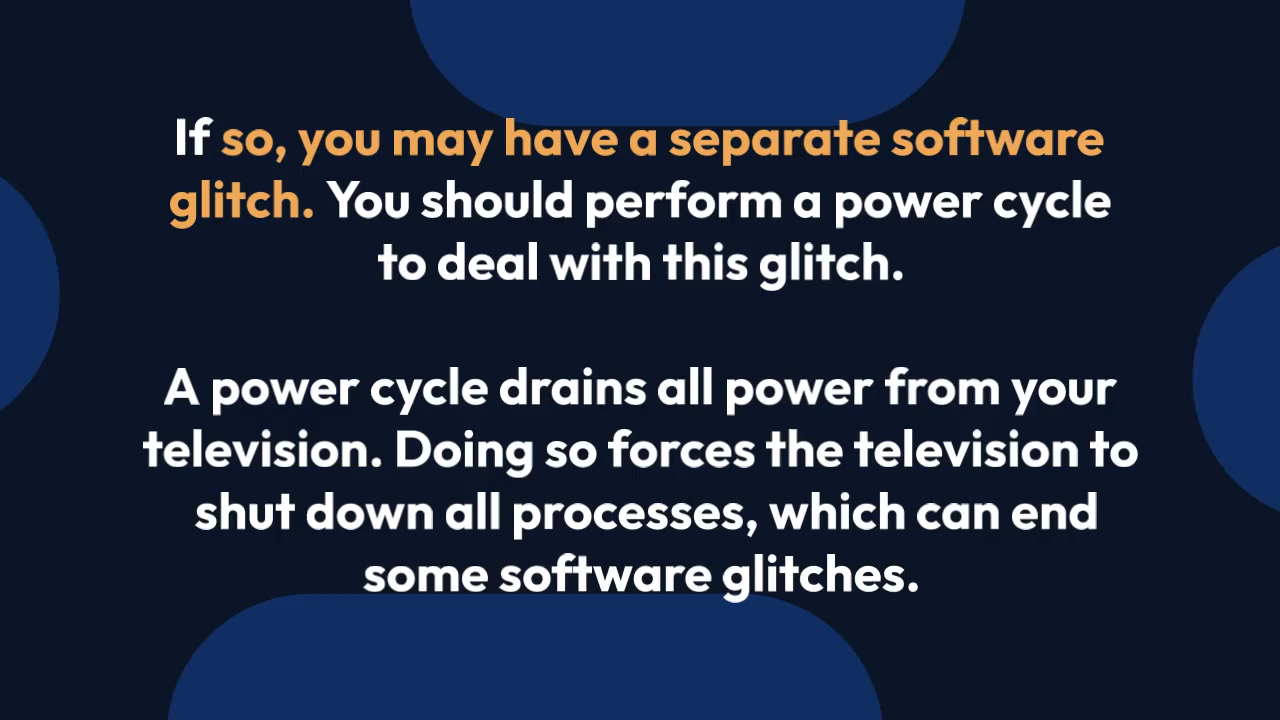 If so, you may have a separate software
glitch. You should perform a power cycle
to deal with this glitch.
A power cycle drains all power from your
television. Doing so forces the television to
shut down all processes, which can end
some software glitches.